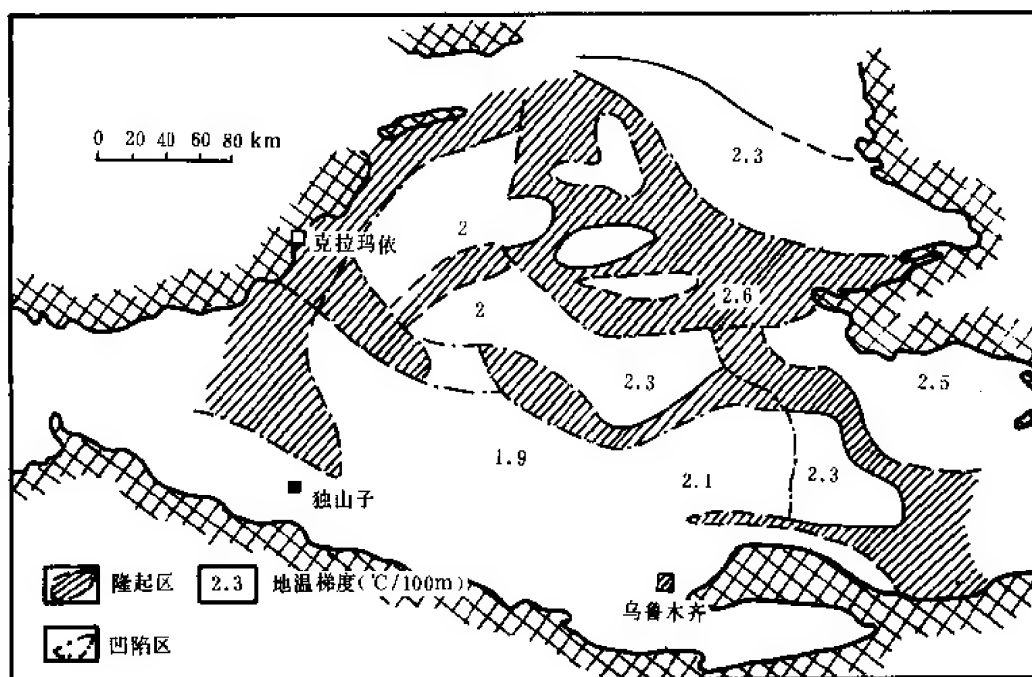 2.3
0 20 40 60 80 km
2
克拉玛依
2.6
2
2.3
2.5
1.9
2.1
2.3
独山子
隆起区
2.3 地温梯度(℃/100m)
乌鲁木齐
凹陷区